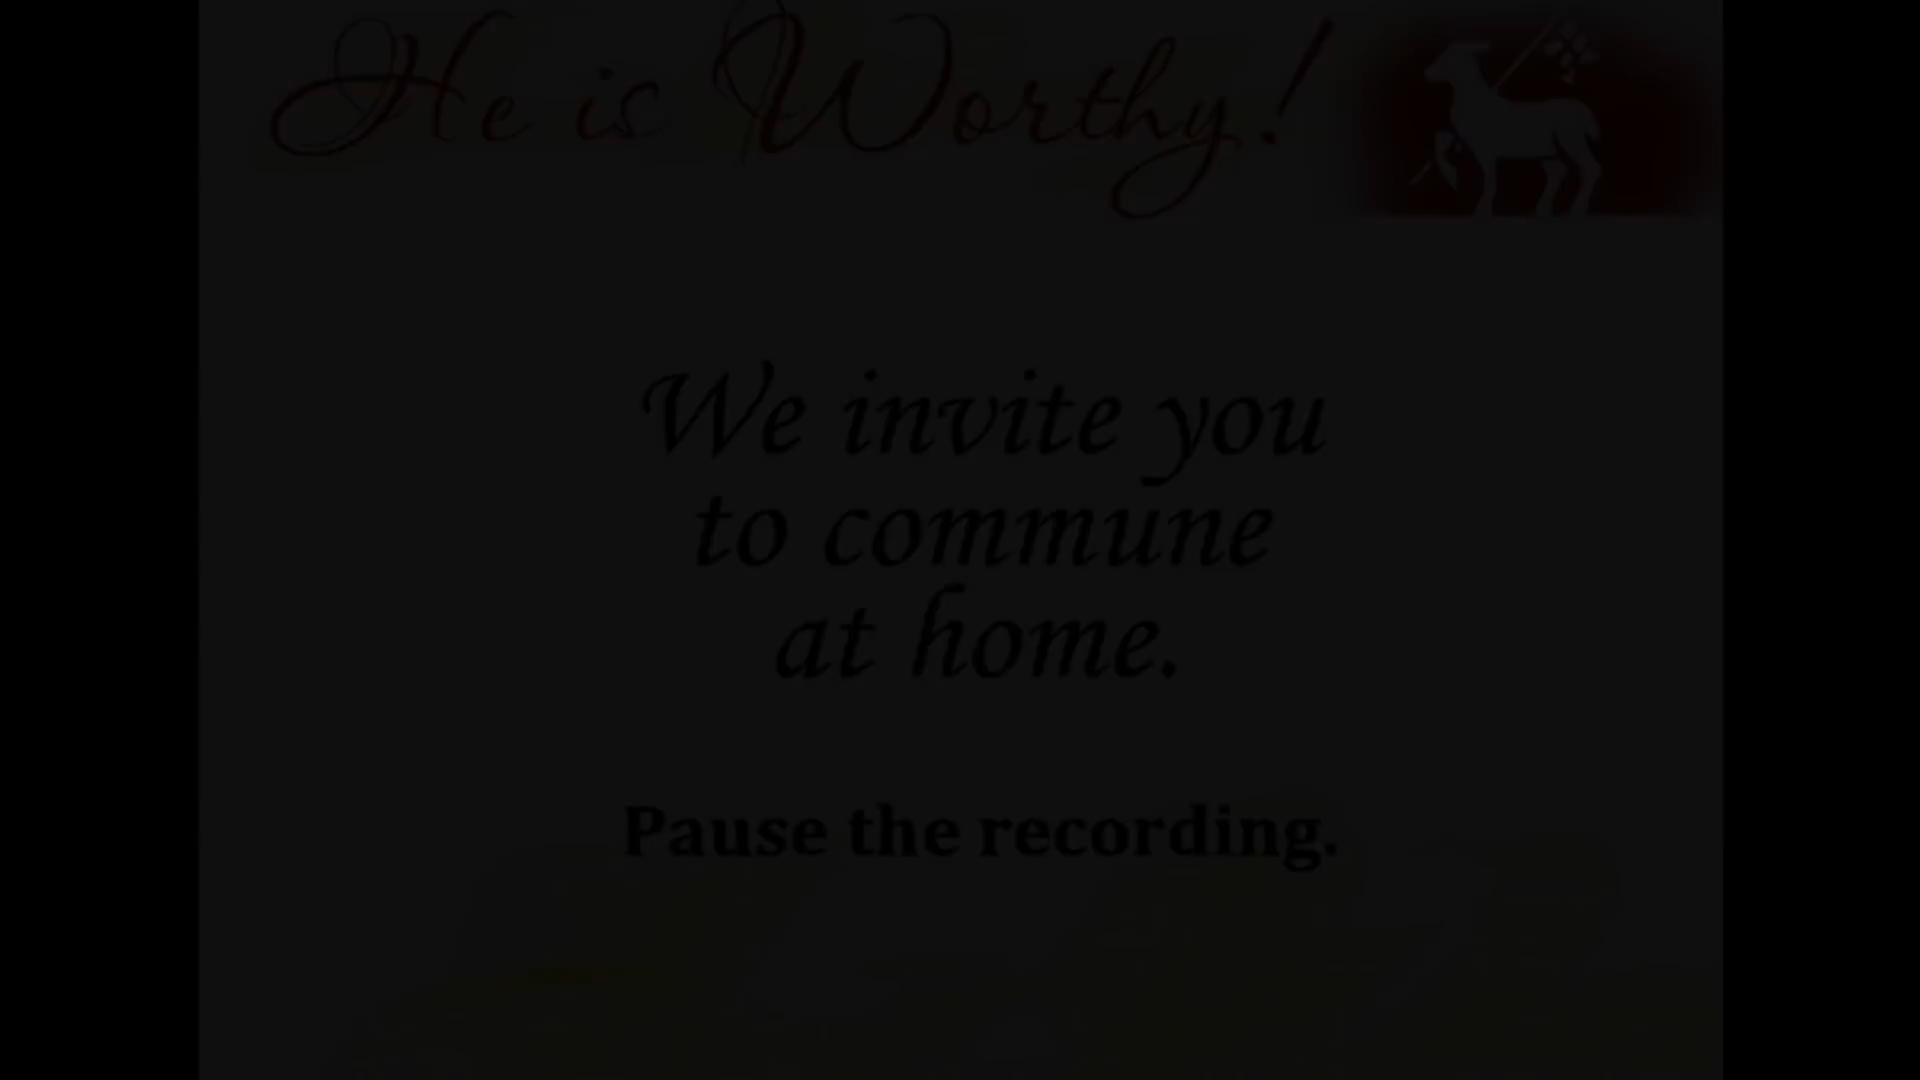 He is Worthy!
We invite you
to commune
at home.
Pause the recording.